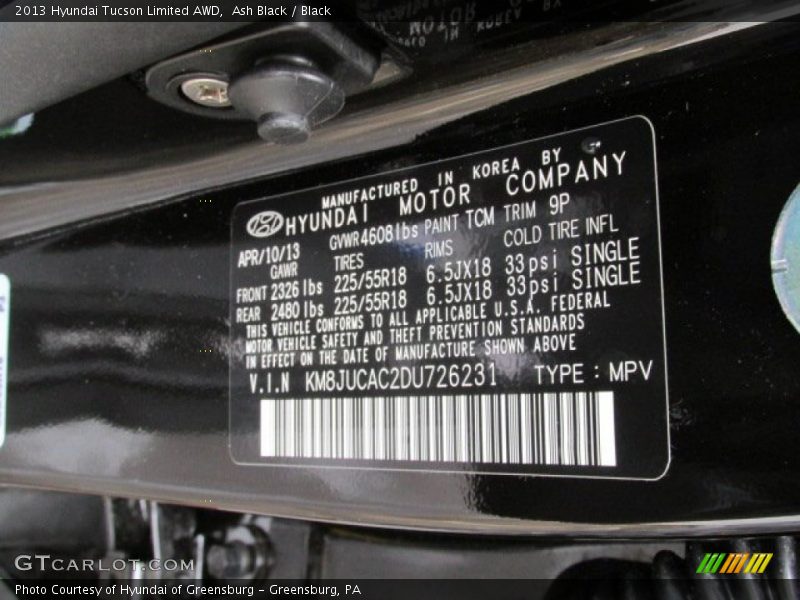 2013 Hyundai Tucson Limited AWD,  Ash Black / Black
MANUFACTURED IN KOREA BY
HYUNDAI MOTOR COMPANY
APR/10/13 GVWR 4608lbs PAINT TCM TRIM 9P
GAWR TIRES RIMS COLD TIRE INFL
FRONT 2326 lbs 225/55R18 6.5JX18 33psi SINGLE
REAR 2480 lbs 225/55R18 6.5JX18 33psi SINGLE
THIS VEHICLE CONFORMS TO ALL APPLICABLE U.S.A. FEDERAL
MOTOR VEHICLE SAFETY AND THEFT PREVENTION STANDARDS
IN EFFECT ON THE DATE OF MANUFACTURE SHOWN ABOVE
V.I.N KM8JUCAC2DU726231 TYPE : MPV
GTCARLOT.COM
Photo Courtesy of Hyundai of Greensburg - Greensburg, PA